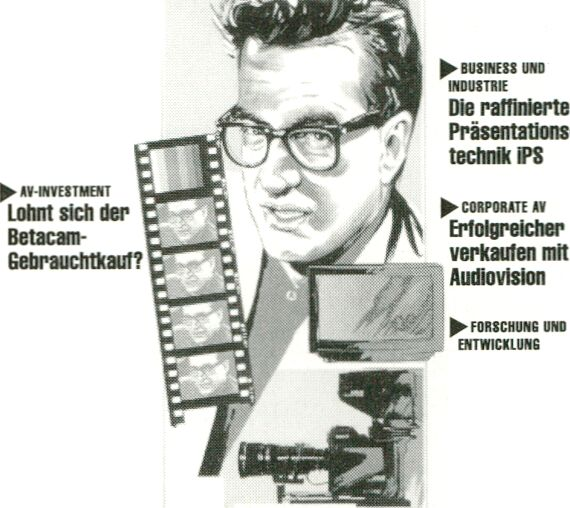 ▶ AV-INVESTMENT
Lohnt sich der
Betacam-
Gebrauchtkauf?
▶ BUSINESS UND
INDUSTRIE
Die raffinierte
Präsentations
technik iPS
▶ CORPORATE AV
Erfolgreicher
verkaufen mit
Audiovision
▶ FORSCHUNG UND
ENTWICKLUNG